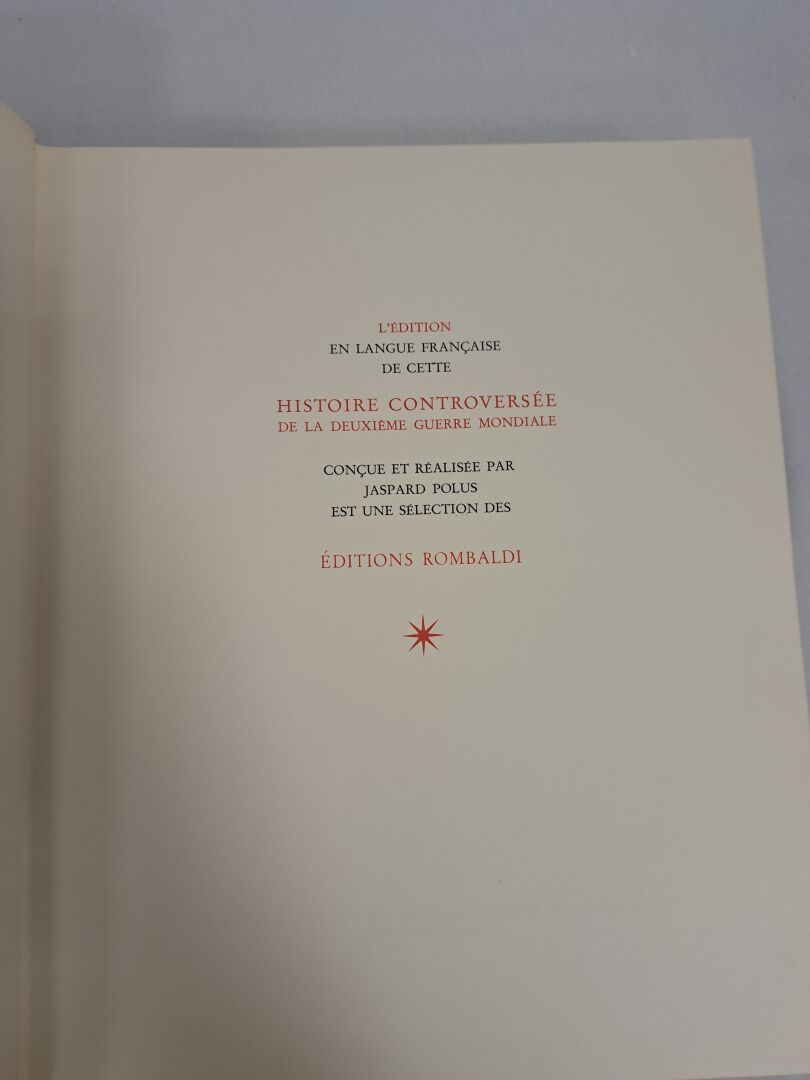 L'ÉDITION
EN LANGUE FRANÇAISE
DE CETTE
HISTOIRE CONTROVERSÉE
DE LA DEUXIÈME GUERRE MONDIALE
CONÇUE ET RÉALISÉE PAR
JASPARD POLUS
EST UNE SÉLECTION DES
ÉDITIONS ROMBALDI